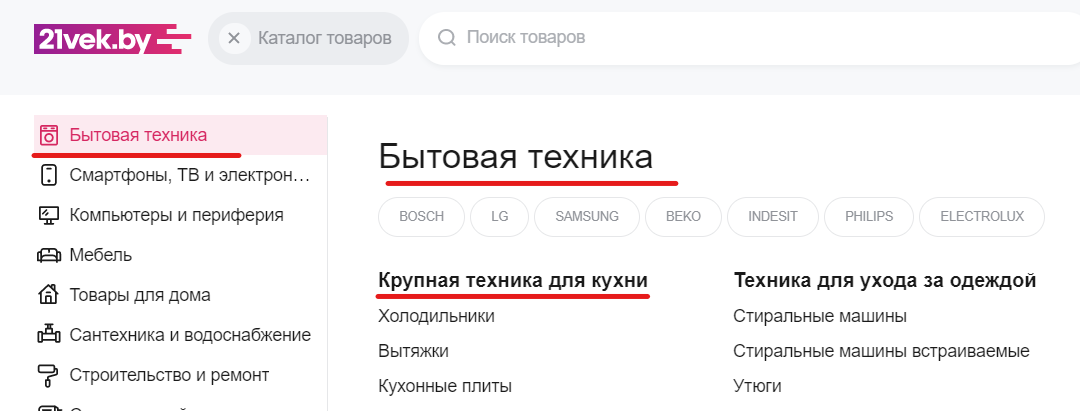 21vek.by
Каталог товаров
Поиск товаров
Бытовая техника
Смартфоны, ТВ и электрон...
Компьютеры и периферия
Мебель
Товары для дома
Сантехника и водоснабжение
Строительство и ремонт
Бытовая техника
BOSCH LG SAMSUNG BEKO INDESIT PHILIPS ELECTROLUX
Крупная техника для кухни
Холодильники
Вытяжки
Кухонные плиты
Техника для ухода за одеждой
Стиральные машины
Стиральные машины встраиваемые
Утюги